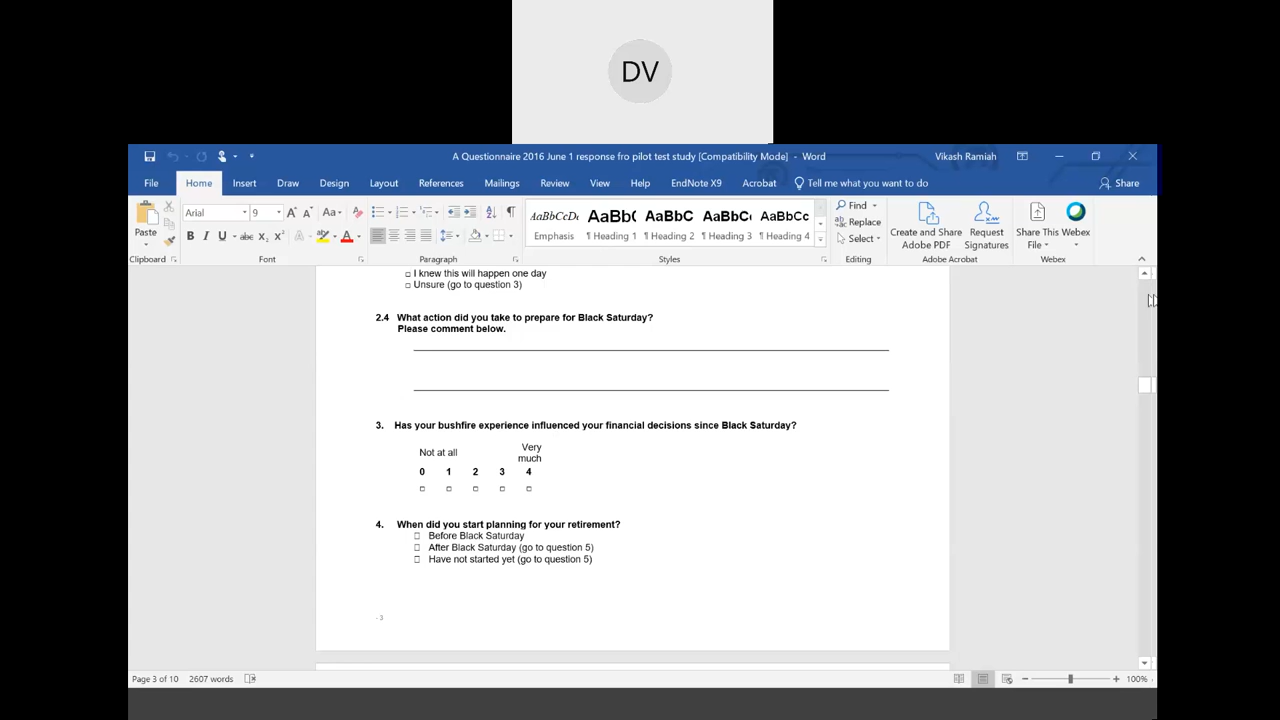 DV
A Questionnaire 2016 June 1 response fro pilot test study [Compatibility Mode] - Word
Vikash Ramiah
File Home Insert Draw Design Layout References Mailings Review View Help EndNote X9 Acrobat Tell me what you want to do Share
Paste
Arial 9 Aa
B I U abc X₂ X² A A
AaBbCcDc AaBbC AaBbC AaBbCc AaBbCc
Emphasis ¶ Heading 1 ¶ Heading 2 ¶ Heading 3 ¶ Heading 4
Find
Replace
Select
Create and Share Adobe PDF
Request Signatures
Share This File
Webex
Clipboard Font Paragraph Styles Editing Adobe Acrobat Webex
□ I knew this will happen one day
□ Unsure (go to question 3)
2.4 What action did you take to prepare for Black Saturday?
Please comment below.
3. Has your bushfire experience influenced your financial decisions since Black Saturday?
Not at all Very much
0 1 2 3 4
□ □ □ □ □
4. When did you start planning for your retirement?
□ Before Black Saturday
□ After Black Saturday (go to question 5)
□ Have not started yet (go to question 5)
- 3
Page 3 of 10 2607 words 100%